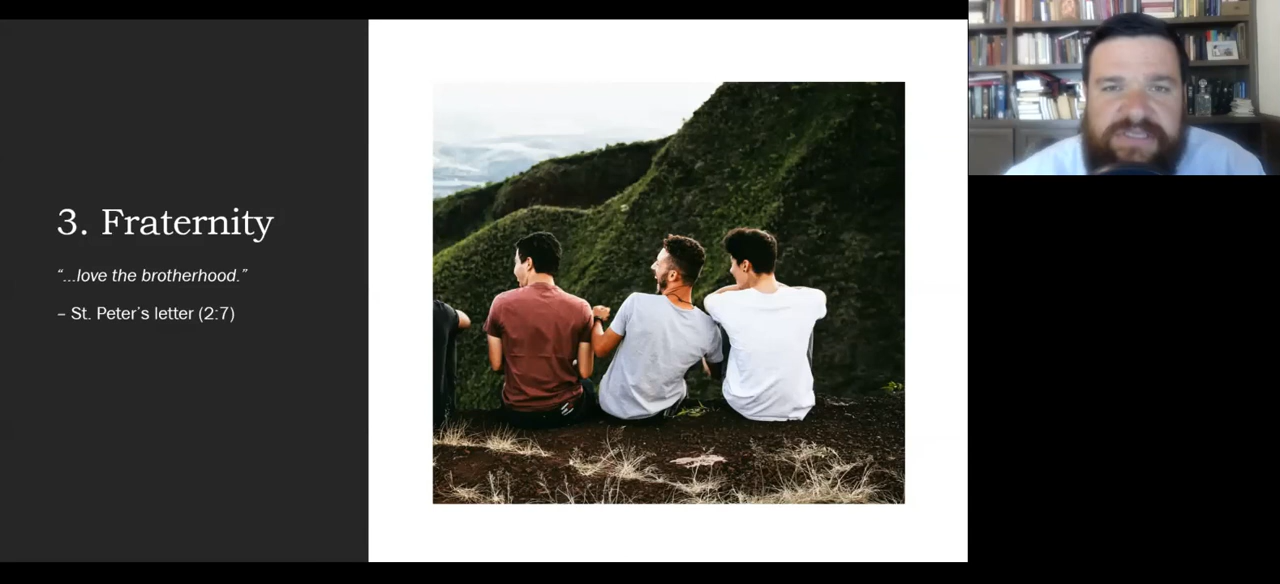 3. Fraternity
“...love the brotherhood.”
– St. Peter’s letter (2:7)